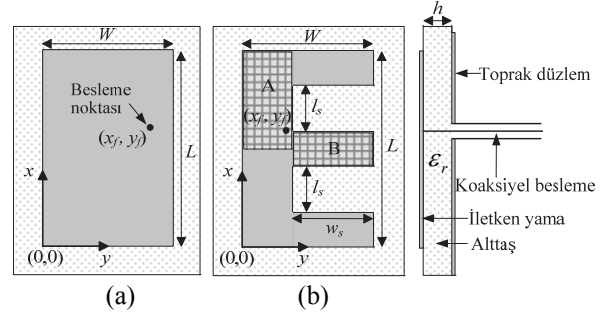 W
Besleme
noktası
(x_f, y_f)
L
x
(0,0)
y
(a)
W
A
(x_f, y_f)
l_s
B
L
l_s
x
w_s
(0,0)
y
(b)
h
Toprak düzlem
ε_r
Koaksiyel besleme
İletken yama
Alttaş